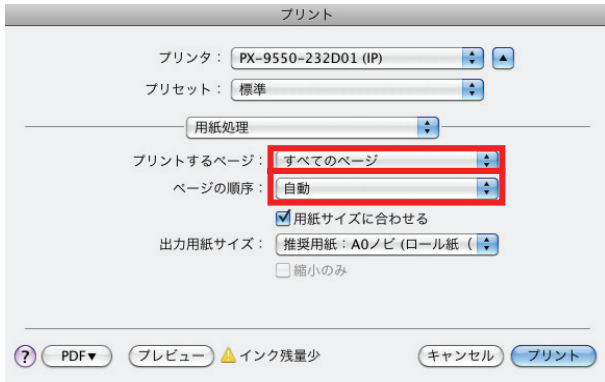 プリント
プリンタ： PX-9550-232D01 (IP)
プリセット： 標準
用紙処理
プリントするページ： すべてのページ
ページの順序： 自動
用紙サイズに合わせる
出力用紙サイズ： 推奨用紙：A0ノビ (ロール紙（
縮小のみ
? PDF▼ プレビュー インク残量少 キャンセル プリント